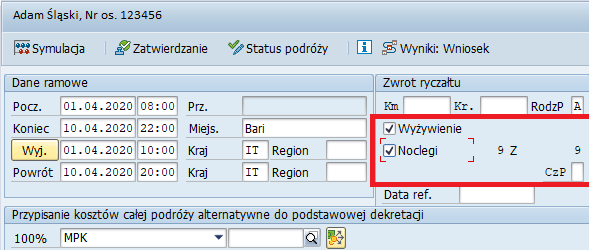 Adam Śląski, Nr os. 123456
Symulacja Zatwierdzanie Status podróży Wyniki: Wniosek
Dane ramowe
Pocz. 01.04.2020 08:00 Prz.
Koniec 10.04.2020 22:00 Miejs. Bari
Wyj. 01.04.2020 10:00 Kraj IT Region
Powrót 10.04.2020 20:00 Kraj IT Region
Zwrot ryczałtu
Km Kr. RodzP A
Wyżywienie
Noclegi 9 Z 9
CzP
Data ref.
Przypisanie kosztów całej podróży alternatywne do podstawowej dekretacji
100% MPK